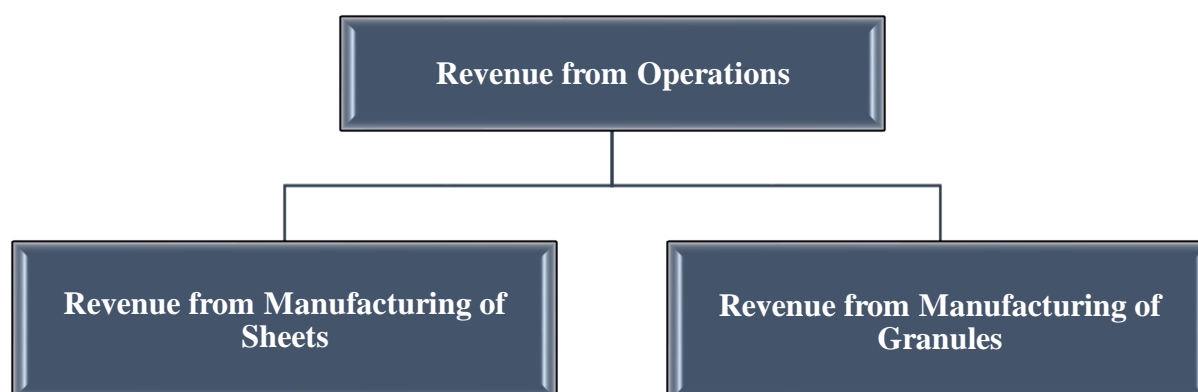 Revenue from Operations
Revenue from Manufacturing of
Sheets
Revenue from Manufacturing of
Granules